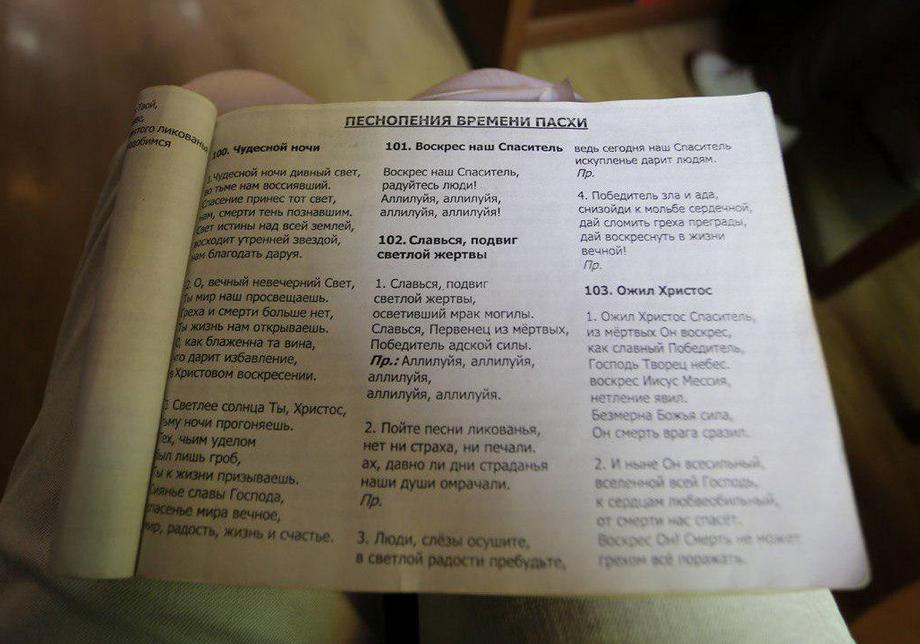 Твой,
ятого ликованья
одобимся
ПЕСНОПЕНИЯ ВРЕМЕНИ ПАСХИ
100. Чудесной ночи
1.Чудесной ночи дивный свет,
во тьме нам воссиявший.
Спасение принес тот свет,
нам, смерти тень познавшим.
Свет истины над всей землей,
восходит утренней звездой,
нам благодать даруя.
2. О, вечный невечерний Свет,
Ты мир наш просвещаешь.
Греха и смерти больше нет,
Ты жизнь нам открываешь.
О, как блаженна та вина,
что дарит избавление,
в Христовом воскресении.
3. Светлее солнца Ты, Христос,
тьму ночи прогоняешь.
Тех, чьим уделом
был лишь гроб,
Ты к жизни призываешь.
Сиянье славы Господа,
спасенье мира вечное,
мир, радость, жизнь и счастье.
101. Воскрес наш Спаситель
Воскрес наш Спаситель,
радуйтесь люди!
Аллилуйя, аллилуйя,
аллилуйя, аллилуйя!
102. Славься, подвиг
светлой жертвы
1. Славься, подвиг
светлой жертвы,
осветивший мрак могилы.
Славься, Первенец из мёртвых,
Победитель адской силы.
Пр.: Аллилуйя, аллилуйя,
аллилуйя,
аллилуйя, аллилуйя.
2. Пойте песни ликованья,
нет ни страха, ни печали.
ах, давно ли дни страданья
наши души омрачали.
Пр.
3. Люди, слёзы осушите,
в светлой радости пребудьте,
ведь сегодня наш Спаситель
искупленье дарит людям.
Пр.
4. Победитель зла и ада,
снизойди к мольбе сердечной,
дай сломить греха преграды,
дай воскреснуть в жизни
вечной!
Пр.
103. Ожил Христос
1. Ожил Христос Спаситель,
из мёртвых Он воскрес,
как славный Победитель,
Господь Творец небес.
воскрес Иисус Мессия,
нетление явил.
Безмерна Божья сила,
Он смерть врага сразил.
2. И ныне Он всесильный,
вселенной всей Господь,
к сердцам любвеобильный,
от смерти нас спасёт.
Воскрес Он! Смерть не может
грехом всё поражать.